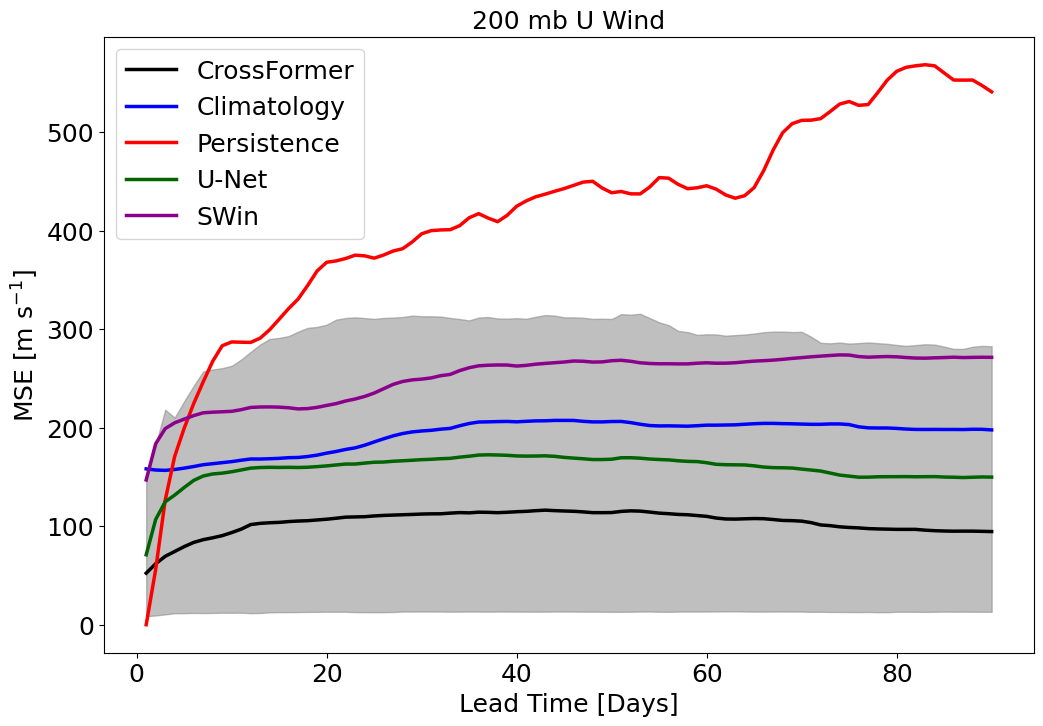 200 mb U Wind
CrossFormer
Climatology
Persistence
U-Net
SWin
MSE [m s⁻¹]
500
400
300
200
100
0
0 20 40 60 80
Lead Time [Days]